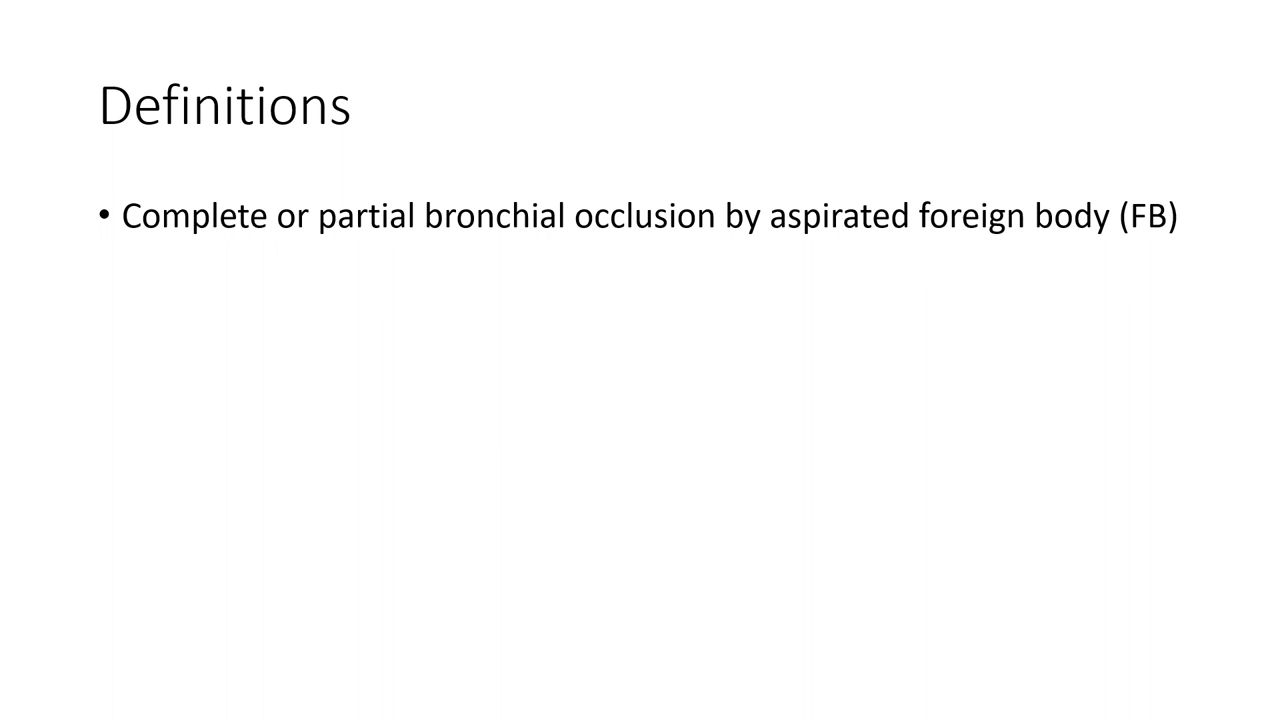 Definitions
• Complete or partial bronchial occlusion by aspirated foreign body (FB)